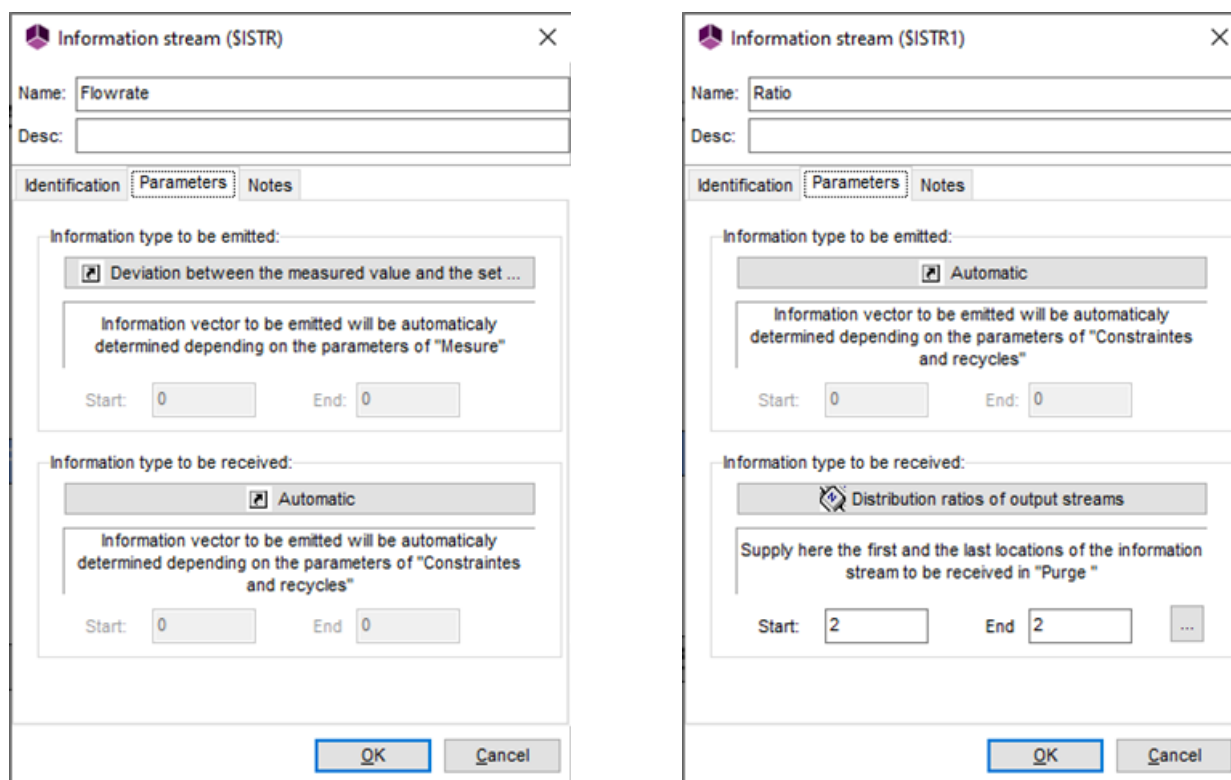 Information stream ($ISTR)
Name: Flowrate
Desc:
Identification Parameters Notes
Information type to be emitted:
Deviation between the measured value and the set ...
Information vector to be emitted will be automaticaly
determined depending on the parameters of "Mesure"
Start: 0 End: 0
Information type to be received:
Automatic
Information vector to be emitted will be automaticaly
determined depending on the parameters of "Constraintes
and recycles"
Start: 0 End 0
OK Cancel
Information stream ($ISTR1)
Name: Ratio
Desc:
Identification Parameters Notes
Information type to be emitted:
Automatic
Information vector to be emitted will be automaticaly
determined depending on the parameters of "Constraintes
and recycles"
Start: 0 End: 0
Information type to be received:
Distribution ratios of output streams
Supply here the first and the last locations of the information
stream to be received in "Purge "
Start: 2 End 2 ...
OK Cancel